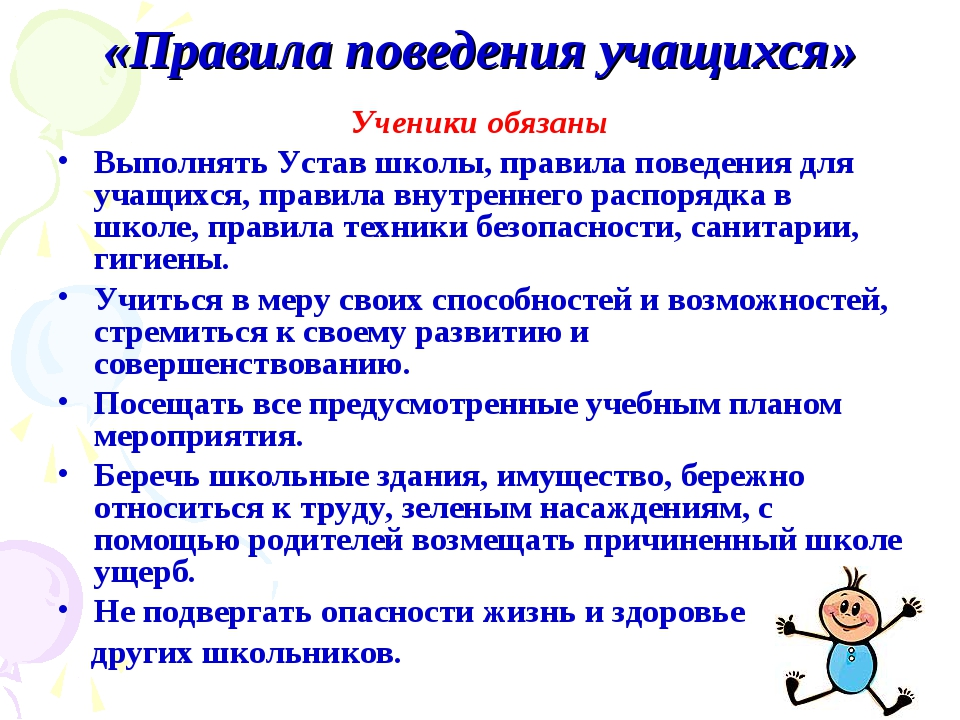 «Правила поведения учащихся»
Ученики обязаны
• Выполнять Устав школы, правила поведения для
учащихся, правила внутреннего распорядка в
школе, правила техники безопасности, санитарии,
гигиены.
• Учиться в меру своих способностей и возможностей,
стремиться к своему развитию и
совершенствованию.
• Посещать все предусмотренные учебным планом
мероприятия.
• Беречь школьные здания, имущество, бережно
относиться к труду, зеленым насаждениям, с
помощью родителей возмещать причиненный школе
ущерб.
• Не подвергать опасности жизнь и здоровье
других школьников.